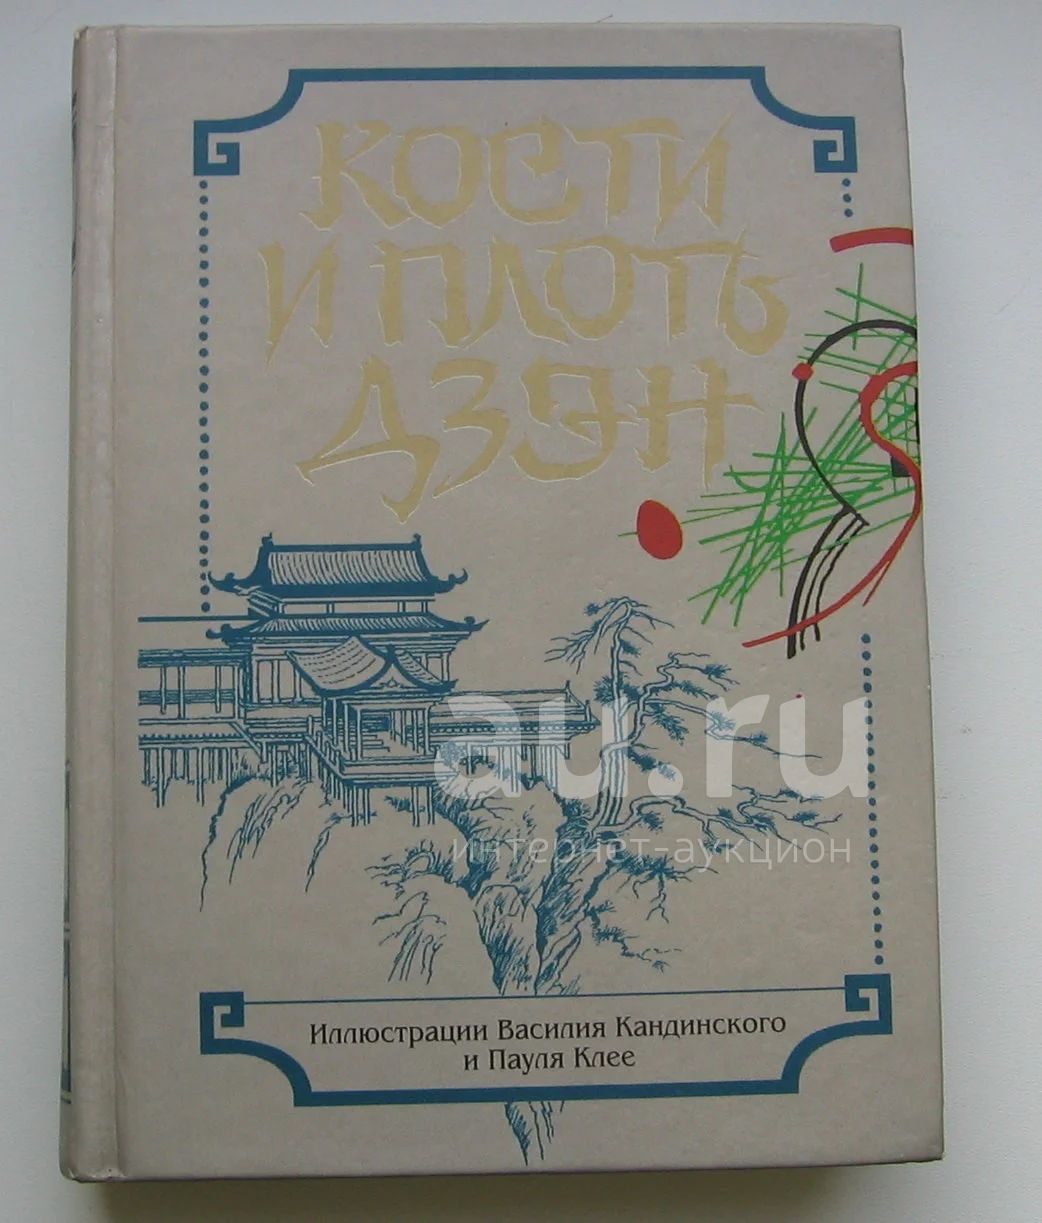 КОСТИ
И ПЛОТЬ
ДЗЭН
au.ru
интернет-аукцион
Иллюстрации Василия Кандинского
и Пауля Клее